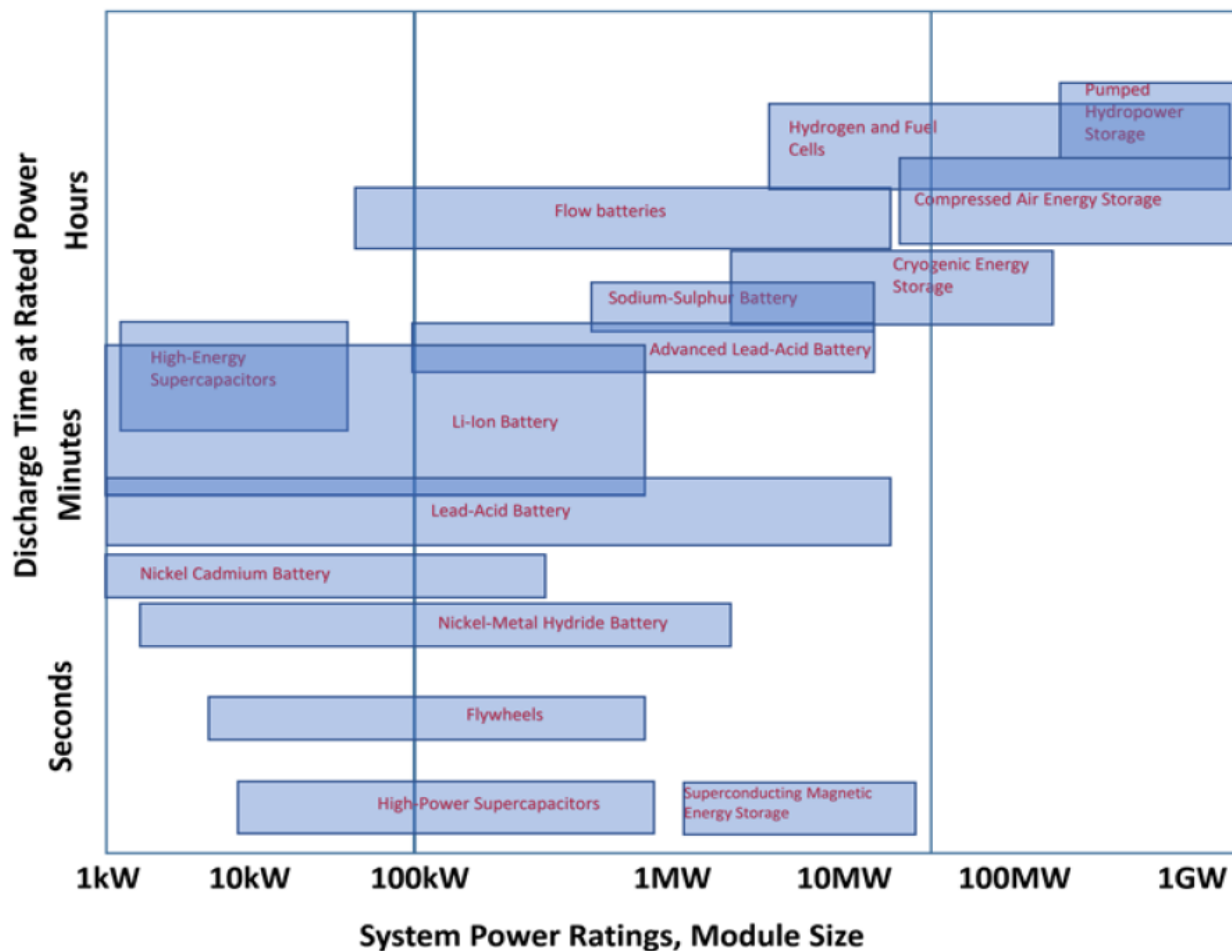 Pumped
Hydropower
Storage
Hydrogen and Fuel
Cells
Compressed Air Energy Storage
Flow batteries
Cryogenic Energy
Storage
Sodium-Sulphur Battery
Advanced Lead-Acid Battery
High-Energy
Supercapacitors
Li-Ion Battery
Lead-Acid Battery
Nickel Cadmium Battery
Nickel-Metal Hydride Battery
Flywheels
High-Power Supercapacitors
Superconducting Magnetic
Energy Storage
Discharge Time at Rated Power
Hours
Minutes
Seconds
1kW 10kW 100kW 1MW 10MW 100MW 1GW
System Power Ratings, Module Size